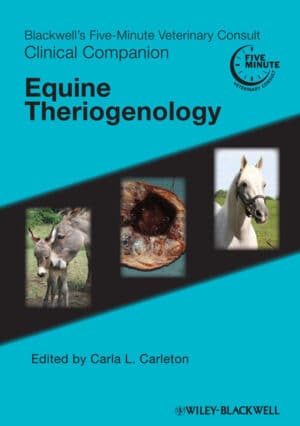 Blackwell's Five-Minute Veterinary Consult
Clinical Companion
FIVE
MINUTE
VETERINARY CONSULT
Equine
Theriogenology
Edited by Carla L. Carleton
WILEY-BLACKWELL